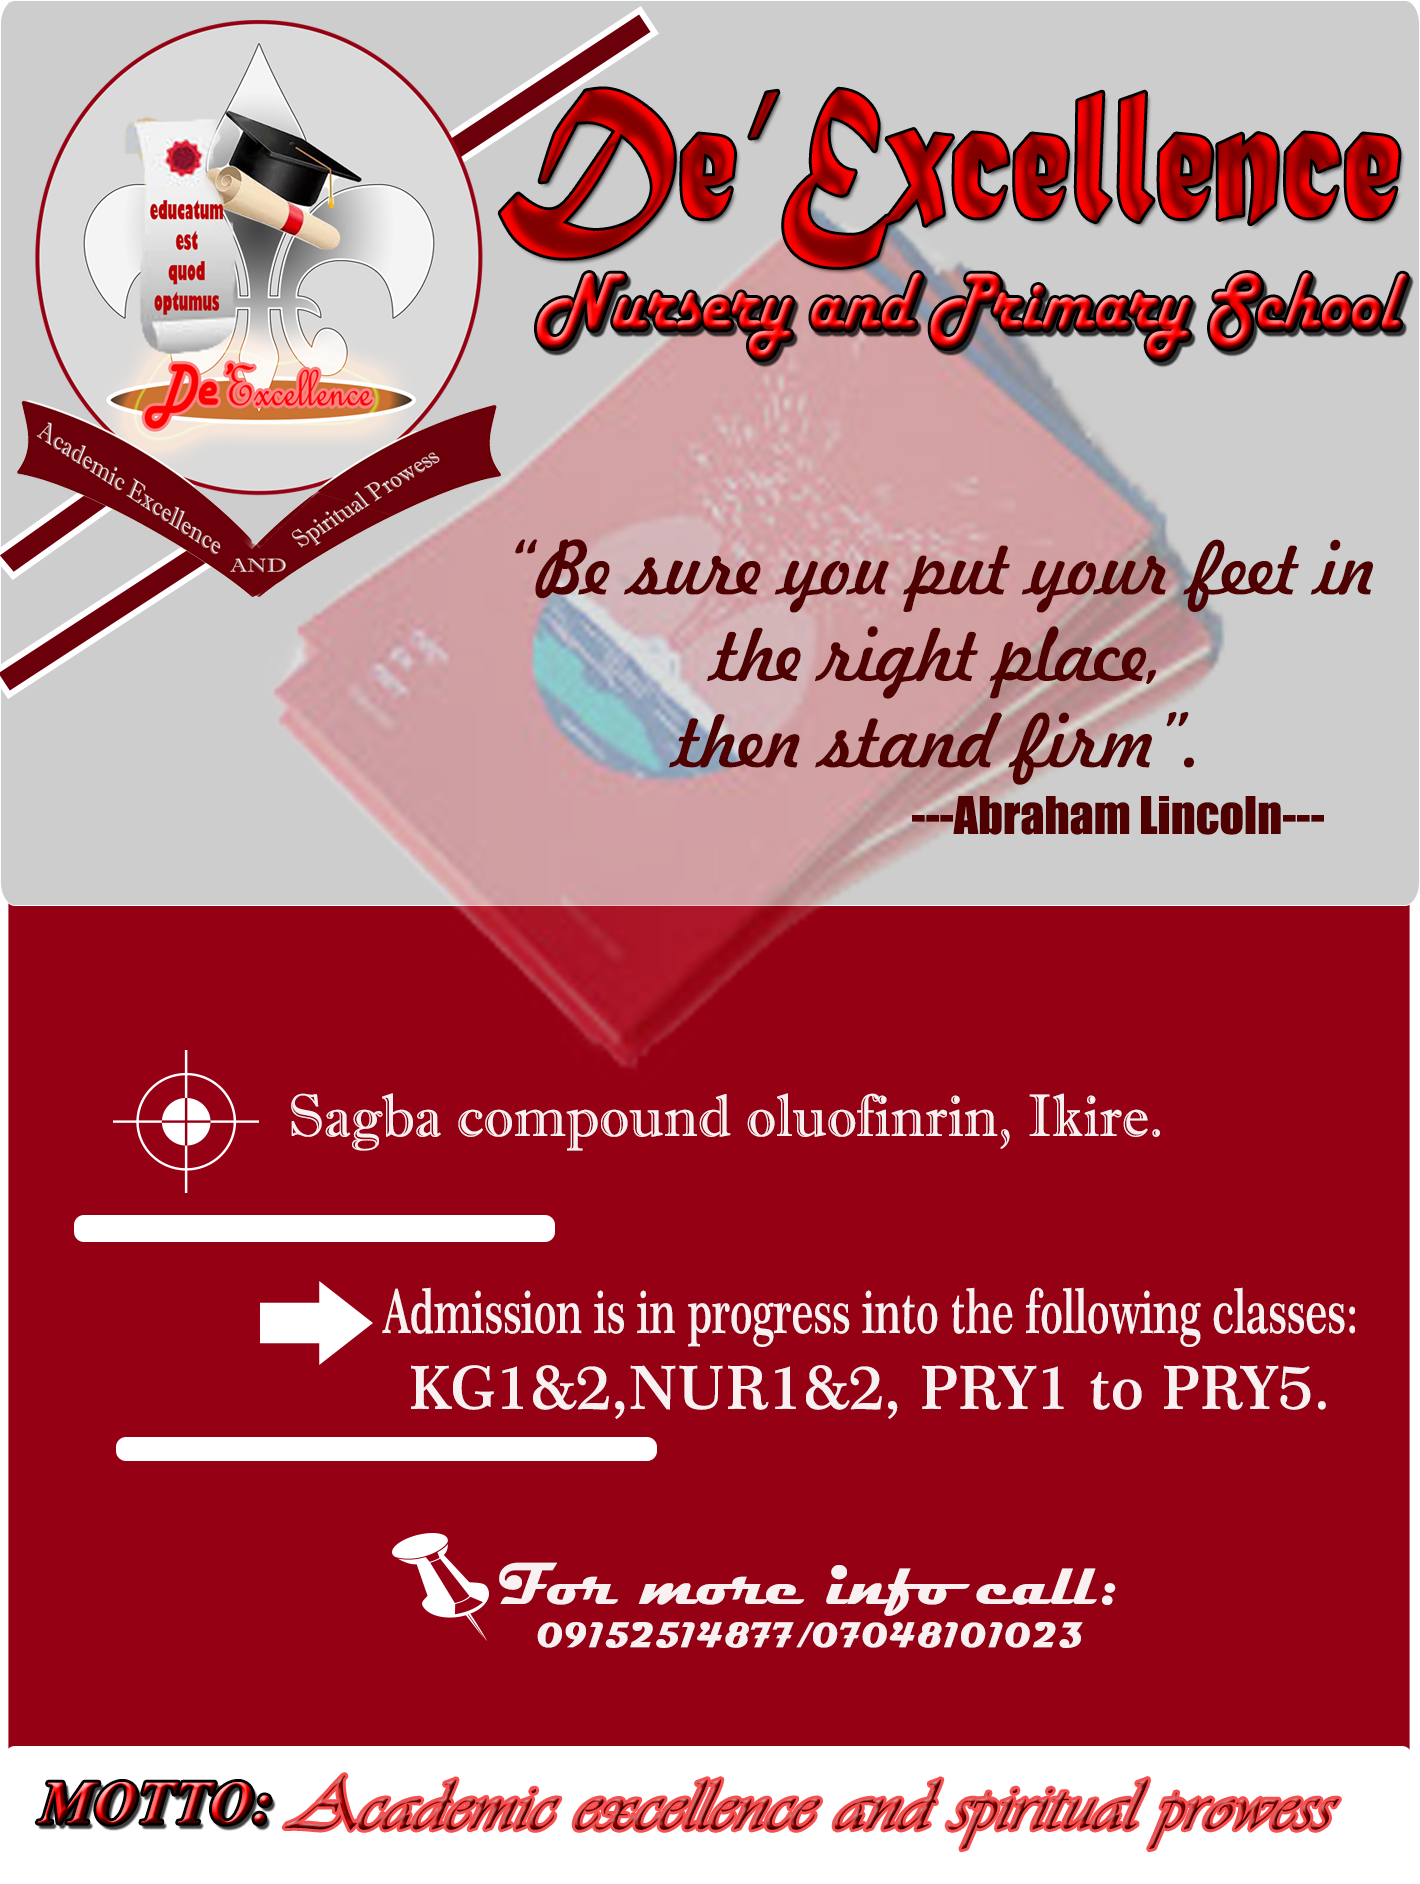 educatum
est
quod
optumus
De'Excellence
Academic Excellence
AND
Spiritual Prowess
De' Excellence
Nursery and Primary School
“Be sure you put your feet in
the right place,
then stand firm”.
---Abraham Lincoln---
Sagba compound oluofinrin, Ikire.
Admission is in progress into the following classes:
KG1&2,NUR1&2, PRY1 to PRY5.
For more info call:
09152514877/07048101023
MOTTO: Academic excellence and spiritual prowess